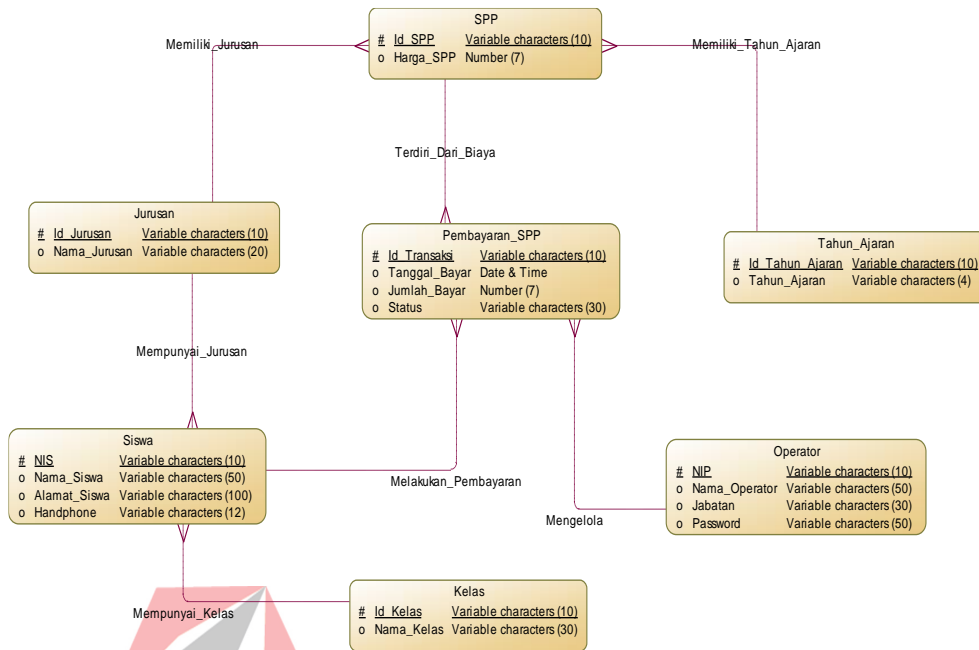 SPP
# Id_SPP Variable characters (10)
o Harga_SPP Number (7)
Memiliki_Jurusan
Memiliki_Tahun_Ajaran
Terdiri_Dari_Biaya
Jurusan
# Id_Jurusan Variable characters (10)
o Nama_Jurusan Variable characters (20)
Pembayaran_SPP
# Id_Transaksi Variable characters (10)
o Tanggal_Bayar Date & Time
o Jumlah_Bayar Number (7)
o Status Variable characters (30)
Tahun_Ajaran
# Id_Tahun_Ajaran Variable characters (10)
o Tahun_Ajaran Variable characters (4)
Mempunyai_Jurusan
Siswa
# NIS Variable characters (10)
o Nama_Siswa Variable characters (50)
o Alamat_Siswa Variable characters (100)
o Handphone Variable characters (12)
Melakukan_Pembayaran
Mengelola
Operator
# NIP Variable characters (10)
o Nama_Operator Variable characters (50)
o Jabatan Variable characters (30)
o Password Variable characters (50)
Mempunyai_Kelas
Kelas
# Id_Kelas Variable characters (10)
o Nama_Kelas Variable characters (30)